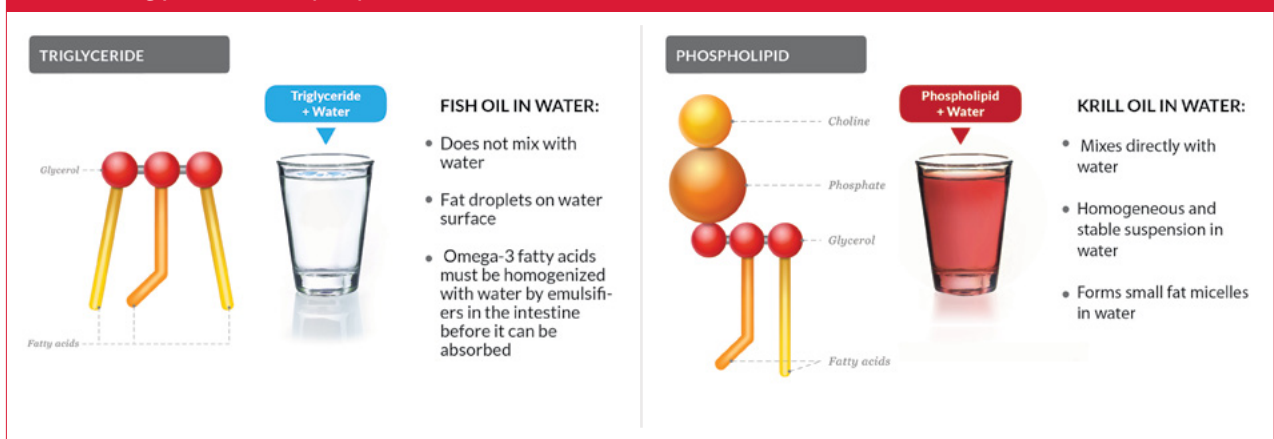 TRIGLYCERIDE
Triglyceride
+ Water
Glycerol
Fatty acids
FISH OIL IN WATER:
• Does not mix with
water
• Fat droplets on water
surface
• Omega-3 fatty acids
must be homogenized
with water by emulsifi-
ers in the intestine
before it can be
absorbed
PHOSPHOLIPID
Choline
Phosphate
Glycerol
Fatty acids
Phospholipid
+ Water
KRILL OIL IN WATER:
• Mixes directly with
water
• Homogeneous and
stable suspension in
water
• Forms small fat micelles
in water